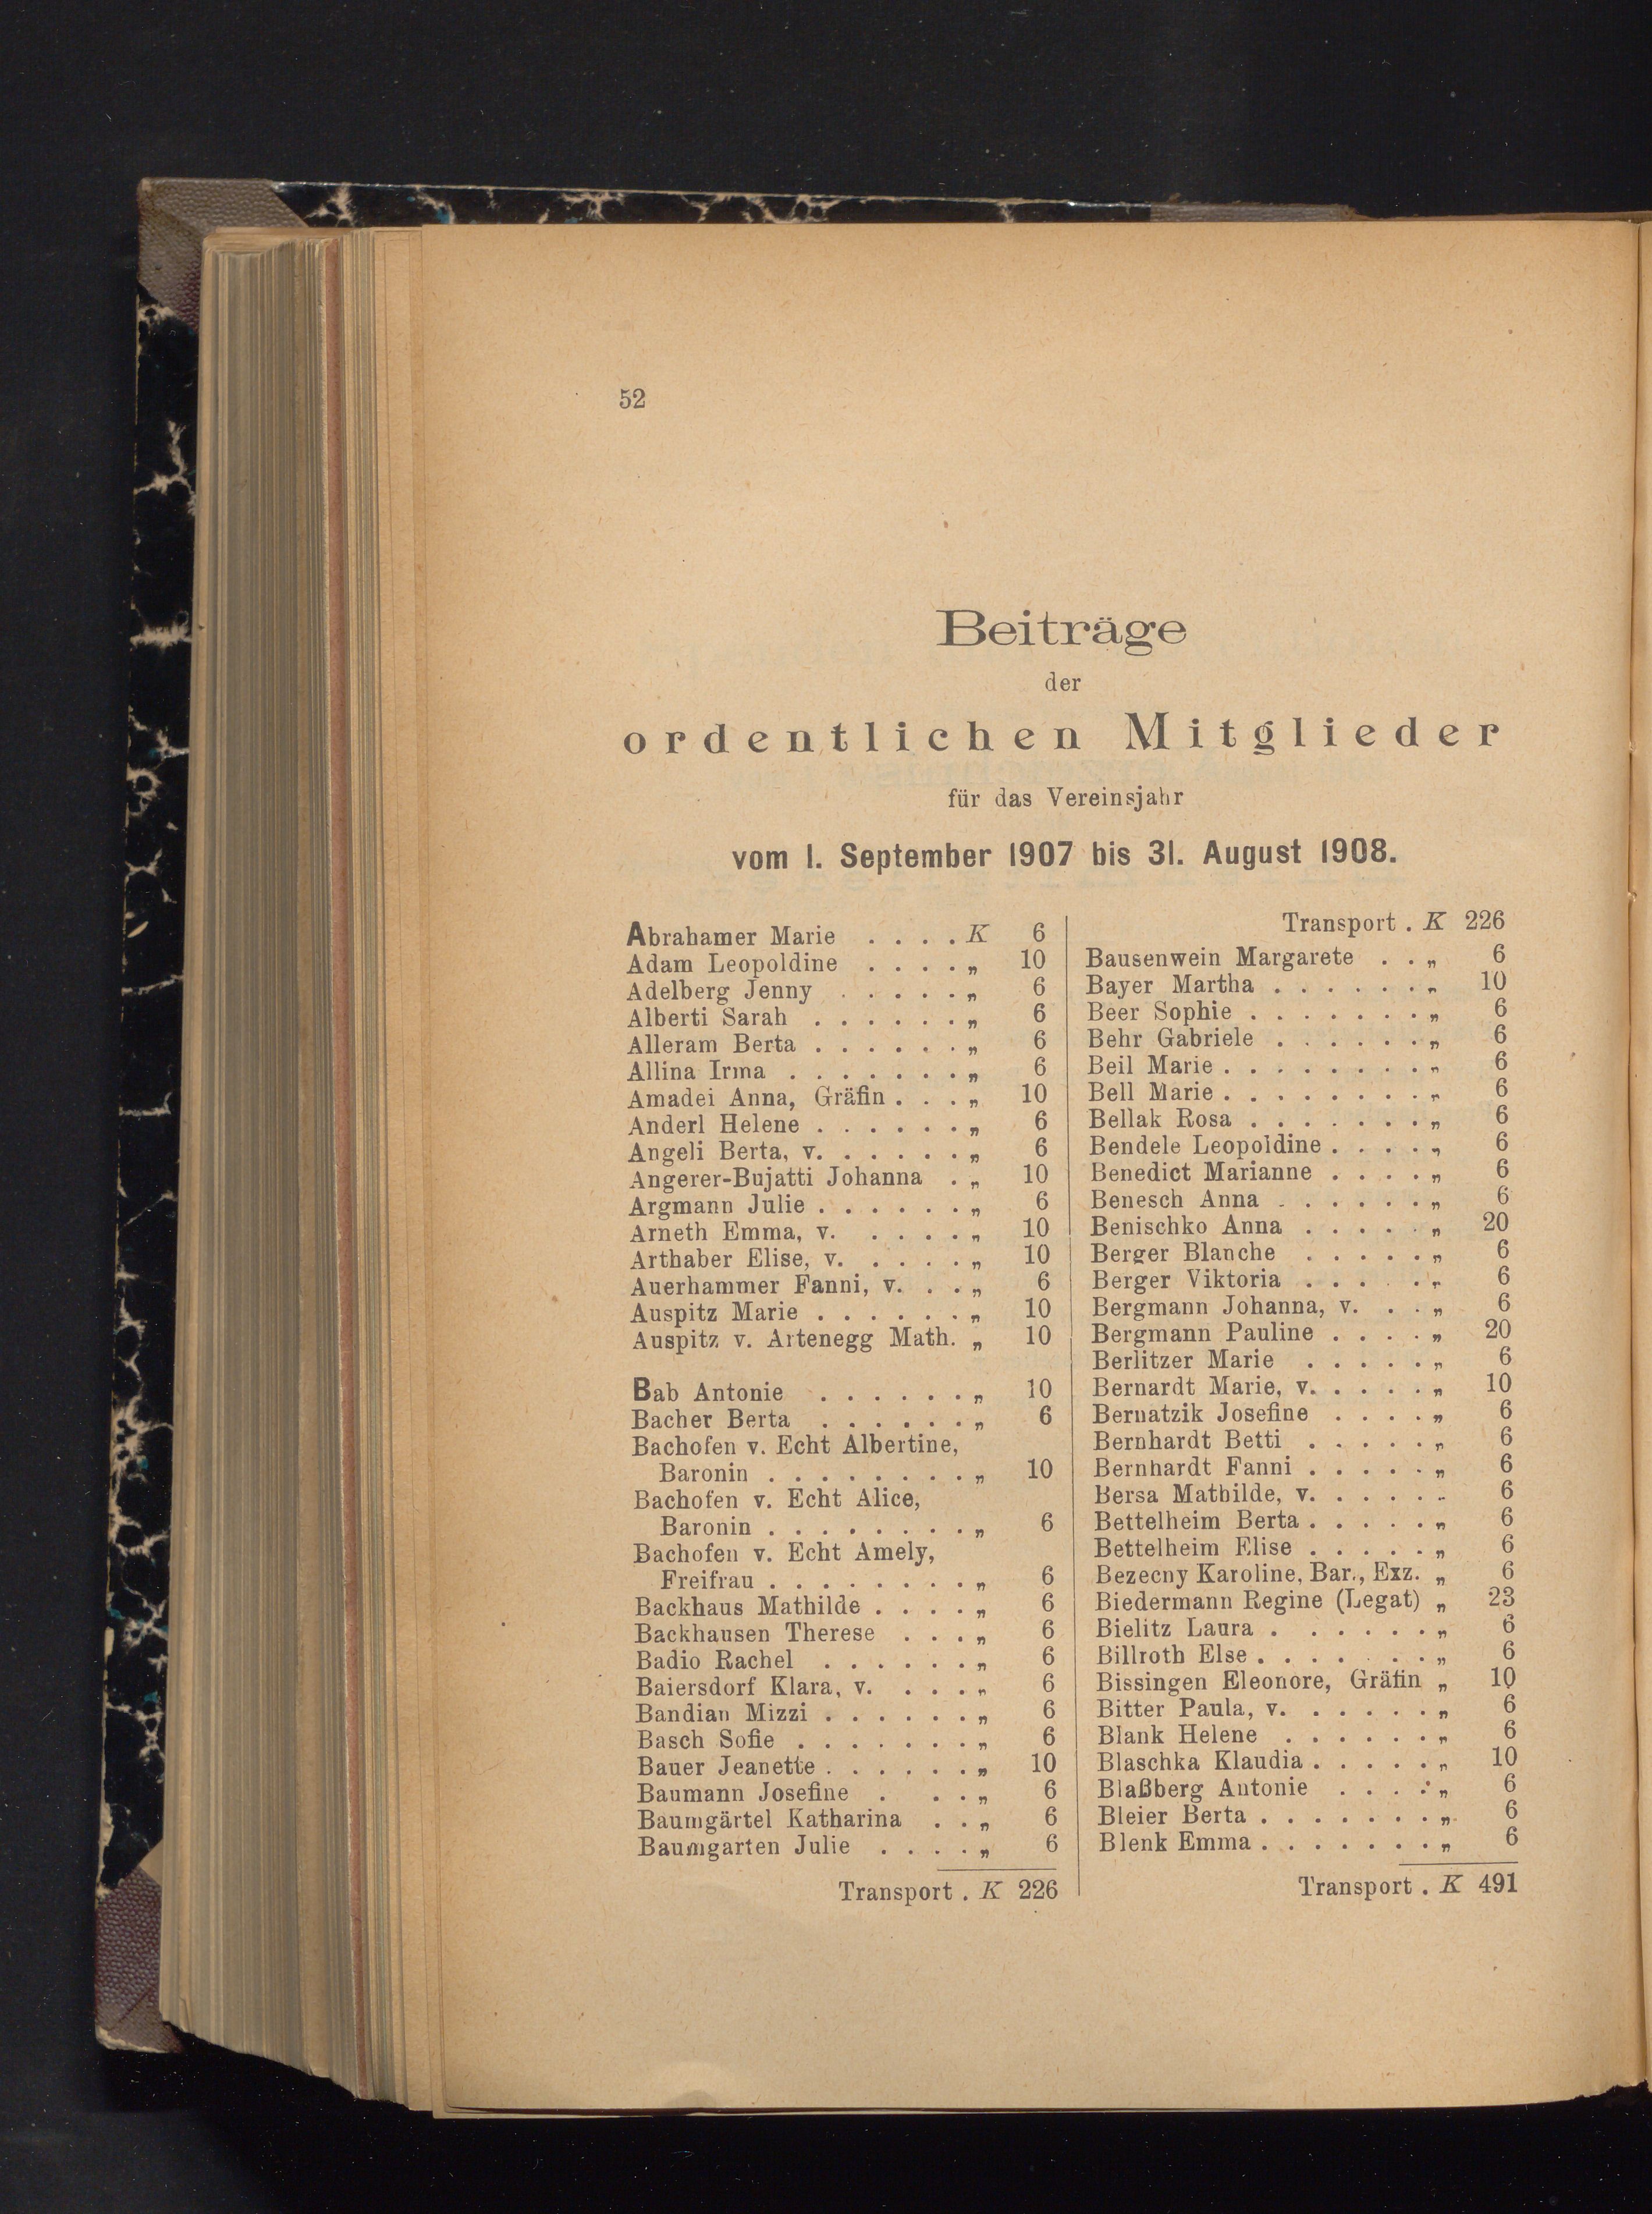 52
Beiträge
der
ordentlichen Mitglieder
für das Vereinsjahr
vom 1. September 1907 bis 31. August 1908.
Abrahamer Marie . . . . K 6
Adam Leopoldine . . . . „ 10
Adelberg Jenny . . . . . „ 6
Alberti Sarah . . . . . . „ 6
Alleram Berta . . . . . . „ 6
Allina Irma . . . . . . . „ 6
Amadei Anna, Gräfin . . . „ 10
Anderl Helene . . . . . . „ 6
Angeli Berta, v. . . . . . „ 6
Angerer-Bujatti Johanna . „ 10
Argmann Julie . . . . . . „ 6
Arneth Emma, v. . . . . „ 10
Arthaber Elise, v. . . . . „ 10
Auerhammer Fanni, v. . . „ 6
Auspitz Marie . . . . . . „ 10
Auspitz v. Artenegg Math. „ 10
Bab Antonie . . . . . . „ 10
Bacher Berta . . . . . . „ 6
Bachofen v. Echt Albertine,
Baronin . . . . . . . . „ 10
Bachofen v. Echt Alice,
Baronin . . . . . . . . „ 6
Bachofen v. Echt Amely,
Freifrau . . . . . . . . „ 6
Backhaus Mathilde . . . . „ 6
Backhausen Therese . . . „ 6
Badio Rachel . . . . . . „ 6
Baiersdorf Klara, v. . . . „ 6
Bandian Mizzi . . . . . . „ 6
Basch Sofie . . . . . . . „ 6
Bauer Jeanette . . . . . . „ 10
Baumann Josefine . . . „ 6
Baumgärtel Katharina . . „ 6
Baumgarten Julie . . . . „ 6
Transport . K 226
Transport . K 226
Bausenwein Margarete . . „ 6
Bayer Martha . . . . . . „ 10
Beer Sophie . . . . . . . „ 6
Behr Gabriele . . . . . . „ 6
Beil Marie . . . . . . . . „ 6
Bell Marie . . . . . . . . „ 6
Bellak Rosa . . . . . . . „ 6
Bendele Leopoldine . . . . „ 6
Benedict Marianne . . . . „ 6
Benesch Anna . . . . . . „ 6
Benischko Anna . . . . . „ 20
Berger Blanche . . . . . „ 6
Berger Viktoria . . . . . „ 6
Bergmann Johanna, v. . . „ 6
Bergmann Pauline . . . . „ 20
Berlitzer Marie . . . . . „ 6
Bernardt Marie, v. . . . . „ 10
Bernatzik Josefine . . . . „ 6
Bernhardt Betti . . . . . „ 6
Bernhardt Fanni . . . . . „ 6
Bersa Mathilde, v. . . . . „ 6
Bettelheim Berta . . . . . „ 6
Bettelheim Elise . . . . . „ 6
Bezecny Karoline, Bar., Exz. „ 6
Biedermann Regine (Legat) „ 23
Bielitz Laura . . . . . . „ 6
Billroth Else . . . . . . „ 6
Bissingen Eleonore, Gräfin „ 10
Bitter Paula, v. . . . . . „ 6
Blank Helene . . . . . . „ 6
Blaschka Klaudia . . . . . „ 10
Blaßberg Antonie . . . . „ 6
Bleier Berta . . . . . . . „ 6
Blenk Emma . . . . . . . „ 6
Transport . K 491